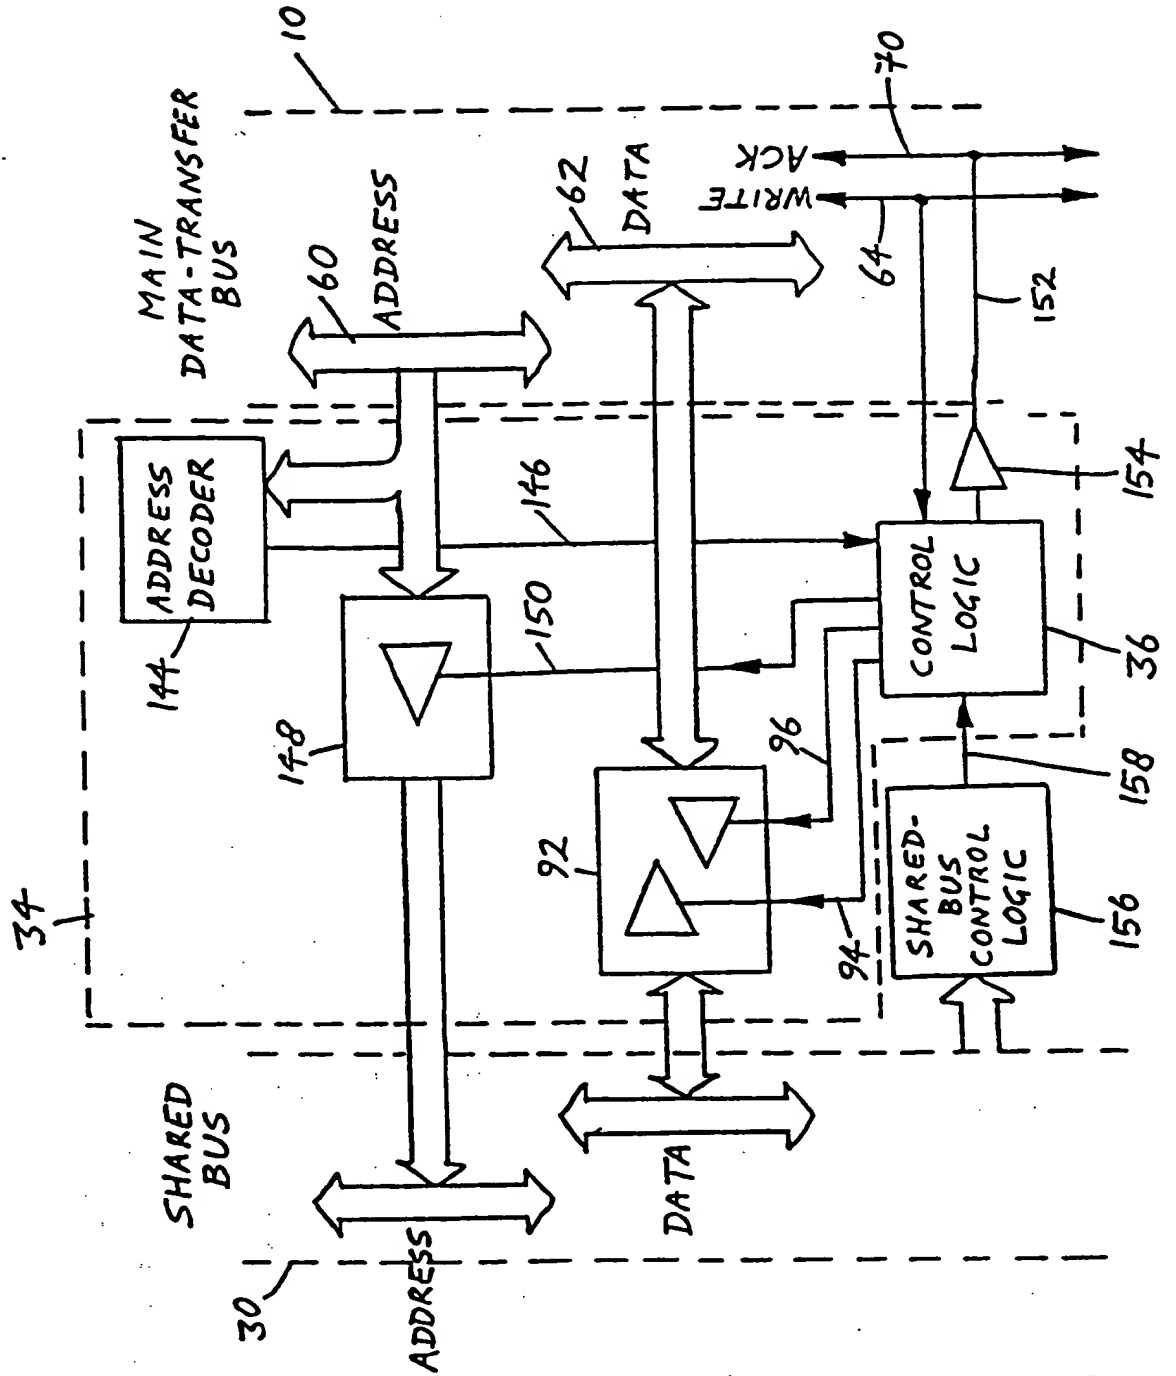 SHARED
BUS
MAIN
DATA-TRANSFER
BUS
30
34
10
144
ADDRESS
DECODER
148
60
ADDRESS
ADDRESS
150
146
62
DATA
DATA
92
96
94
WRITE
ACK
64
70
152
CONTROL
LOGIC
SHARED-
BUS
CONTROL
LOGIC
156
158
36
154